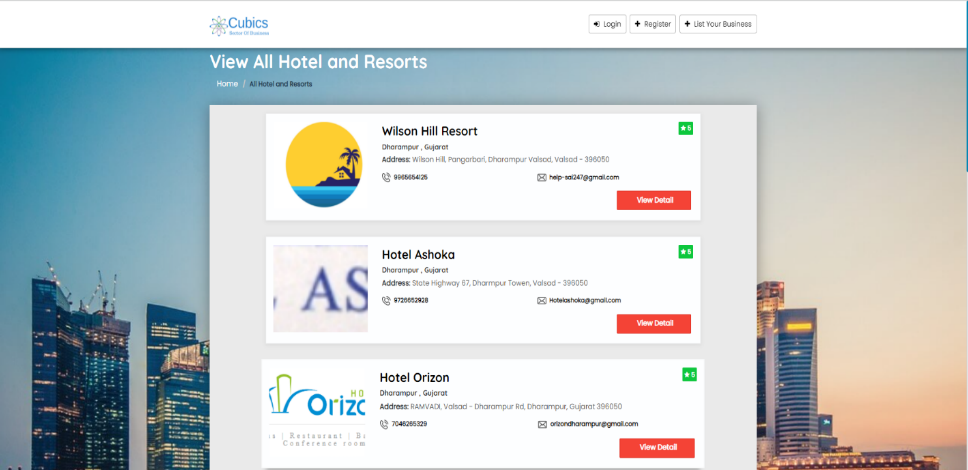 Cubics
Sector Of Business
Login
Register
List Your Business
View All Hotel and Resorts
Home / All Hotel and Resorts
Wilson Hill Resort
★ 5
Dharampur , Gujarat
Address: Wilson Hill, Pangarbari, Dharampur Valsad, Valsad - 396050
9965654125
help-sai247@gmail.com
View Detail
AS
Hotel Ashoka
★ 5
Dharampur , Gujarat
Address: State Highway 67, Dharmpur Towen, Valsad - 396050
9726652928
Hotelashoka@gmail.com
View Detail
HO
Orizo
s | Restaurant | Ba
Conference room
Hotel Orizon
★ 5
Dharampur , Gujarat
Address: RAMVADI, Valsad - Dharampur Rd, Dharampur, Gujarat 396050
7046265329
orizondharampur@gmail.com
View Detail